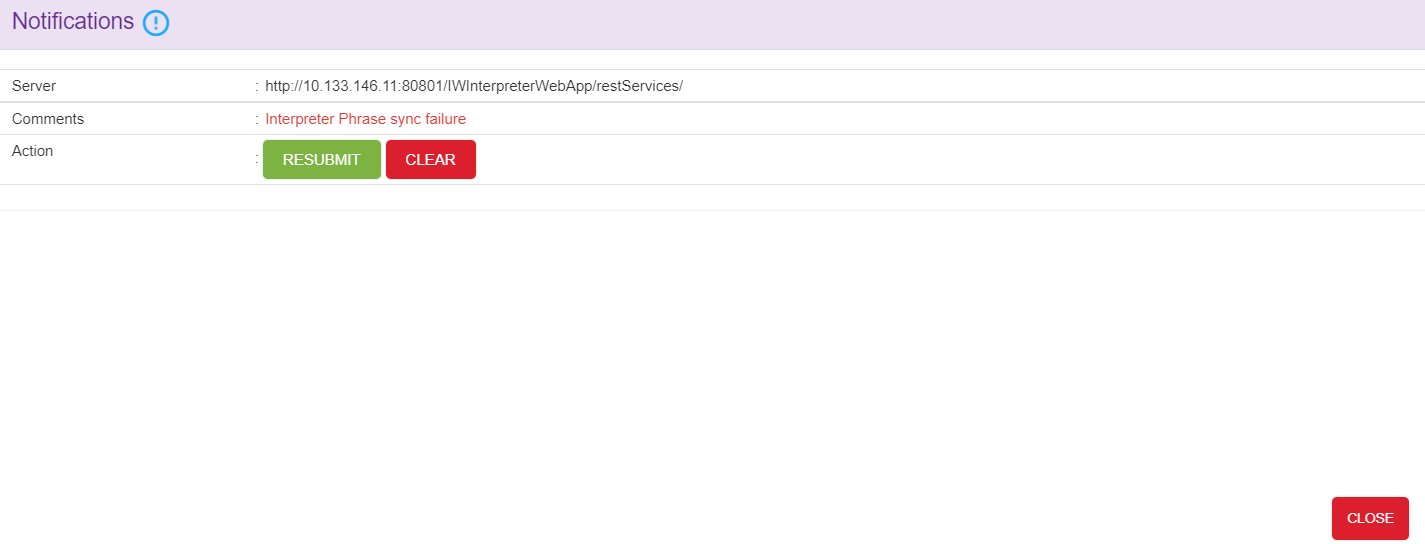 Notifications
Server : http://10.133.146.11:80801/IWInterpreterWebApp/restServices/
Comments : Interpreter Phrase sync failure
Action : RESUBMIT CLEAR
CLOSE